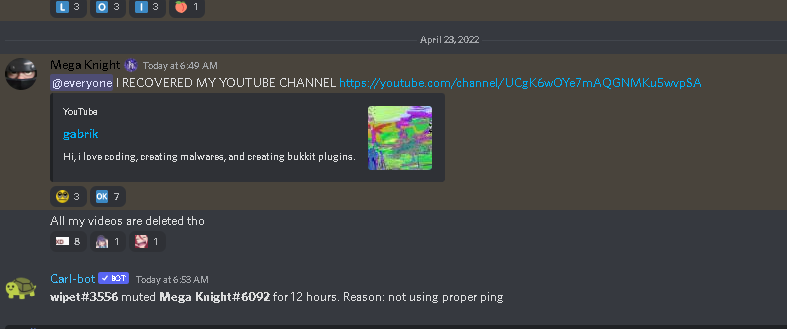 L 3 O 3 I 3 1
April 23, 2022
Mega Knight Today at 6:49 AM
@everyone I RECOVERED MY YOUTUBE CHANNEL https://youtube.com/channel/UCgK6wOYe7mAQGNMKu5wvpSA
YouTube
gabrik
Hi, i love coding, creating malwares, and creating bukkit plugins.
3 OK 7
All my videos are deleted tho
XD 8 1 1
Carl-bot ✓ BOT Today at 6:53 AM
wipet#3556 muted Mega Knight#6092 for 12 hours. Reason: not using proper ping